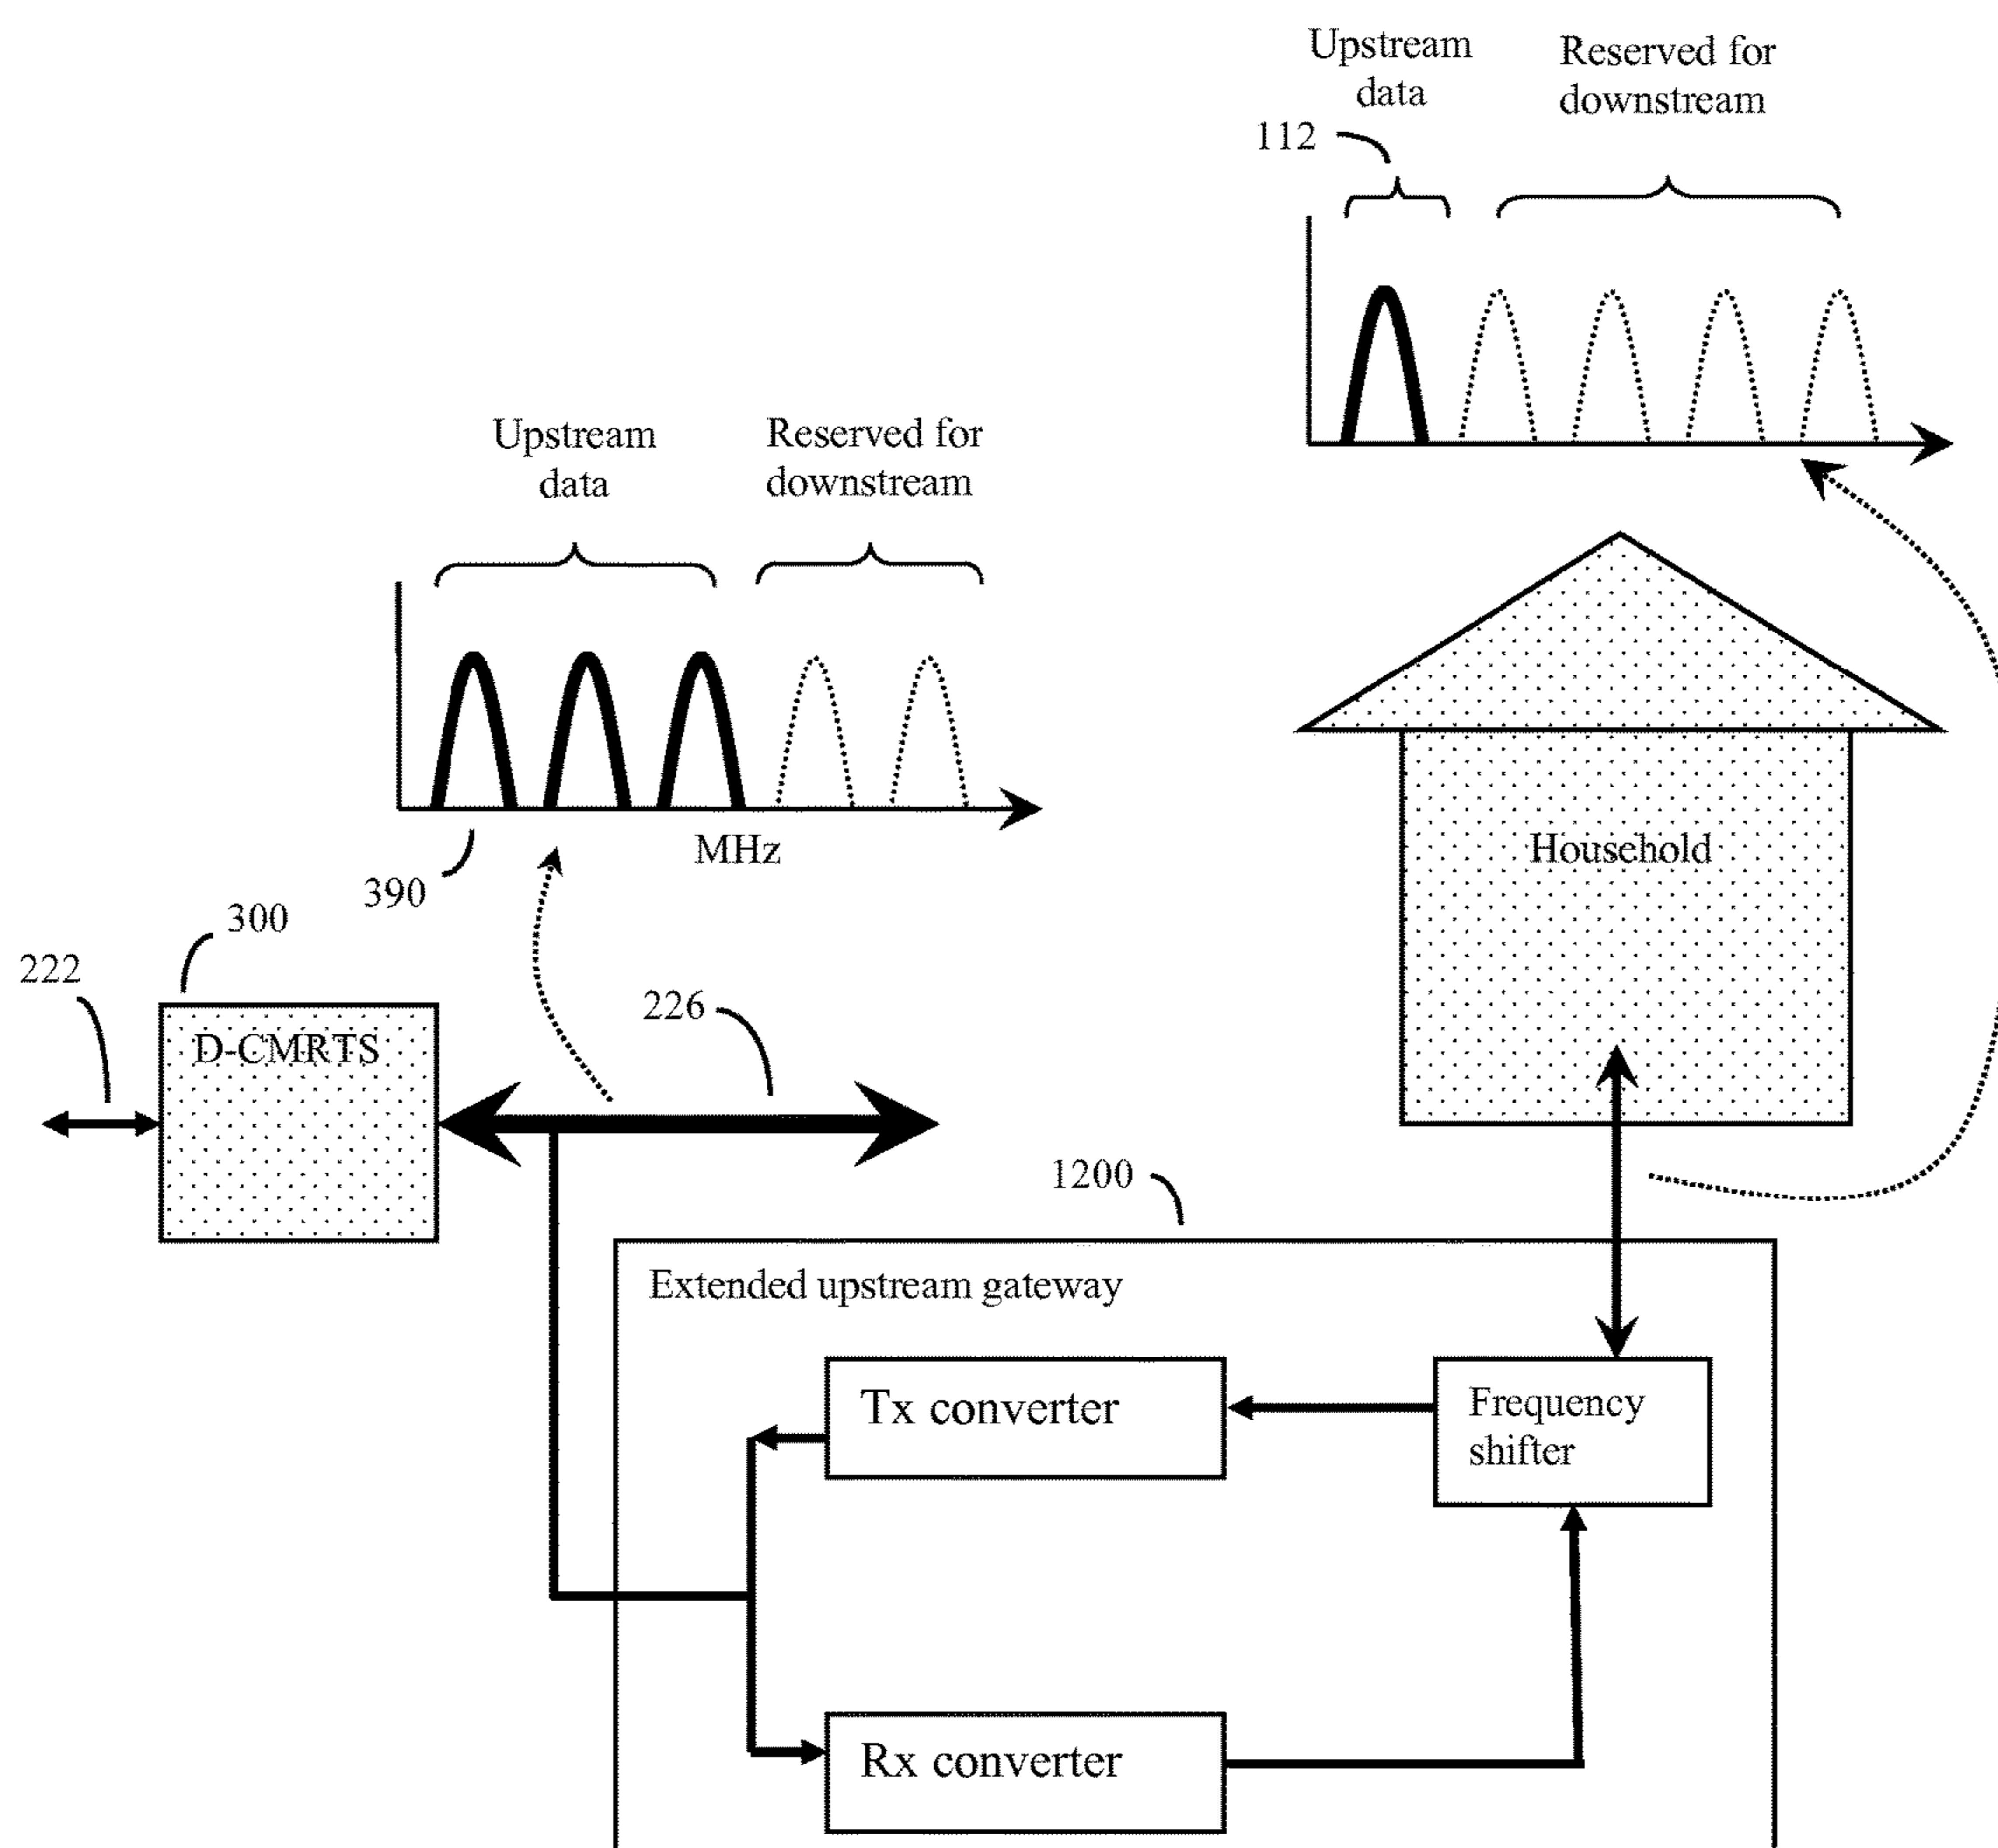 Upstream
data
Reserved for
downstream
112
Upstream
data
Reserved for
downstream
MHz
390
300
222
D-CMRTS
226
Household
1200
Extended upstream gateway
Tx converter
Frequency
shifter
Rx converter